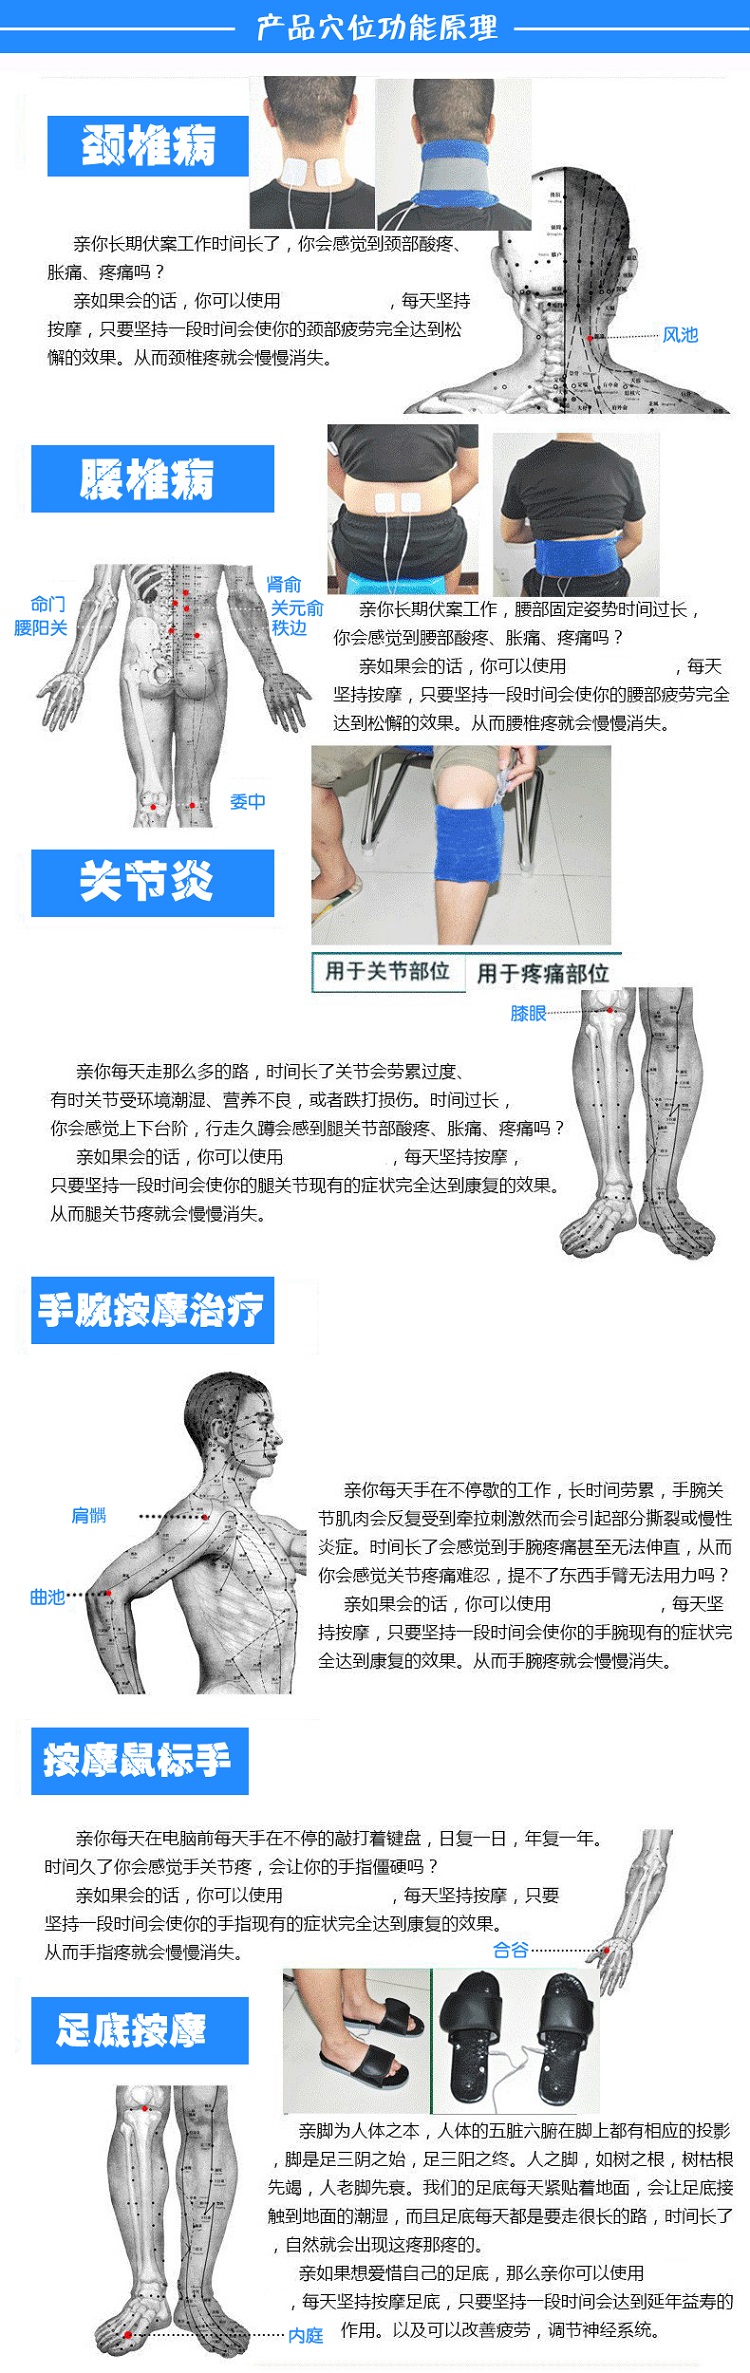 产品穴位功能原理
颈椎病
亲你长期伏案工作时间长了，你会感觉到颈部酸疼、
胀痛、疼痛吗？
亲如果会的话，你可以使用 ，每天坚持
按摩，只要坚持一段时间会使你的颈部疲劳完全达到松
懈的效果。从而颈椎疼就会慢慢消失。
风池
腰椎病
肾俞
命门
关元俞
腰阳关
秩边
委中
亲你长期伏案工作，腰部固定姿势时间过长，
你会感觉到腰部酸疼、胀痛、疼痛吗？
亲如果会的话，你可以使用 ，每天
坚持按摩，只要坚持一段时间会使你的腰部疲劳完全
达到松懈的效果。从而腰椎疼就会慢慢消失。
关节炎
用于关节部位 用于疼痛部位
膝眼
亲你每天走那么多的路，时间长了关节会劳累过度、
有时关节受环境潮湿、营养不良，或者跌打损伤。时间过长，
你会感觉上下台阶，行走久蹲会感到腿关节部酸疼、胀痛、疼痛吗？
亲如果会的话，你可以使用 ，每天坚持按摩，
只要坚持一段时间会使你的腿关节现有的症状完全达到康复的效果。
从而腿关节疼就会慢慢消失。
手腕按摩治疗
肩髃
曲池
亲你每天手在不停歇的工作，长时间劳累，手腕关
节肌肉会反复受到牵拉刺激然而会引起部分撕裂或慢性
炎症。时间长了会感觉到手腕疼痛甚至无法伸直，从而
你会感觉关节疼痛难忍，提不了东西手臂无法用力吗？
亲如果会的话，你可以使用 ，每天坚
持按摩，只要坚持一段时间会使你的手腕现有的症状完
全达到康复的效果。从而手腕疼就会慢慢消失。
按摩鼠标手
亲你每天在电脑前每天手在不停的敲打着键盘，日复一日，年复一年。
时间久了你会感觉手关节疼，会让你的手指僵硬吗？
亲如果会的话，你可以使用 ，每天坚持按摩，只要
坚持一段时间会使你的手指现有的症状完全达到康复的效果。
从而手指疼就会慢慢消失。
合谷
足底按摩
亲脚为人体之本，人体的五脏六腑在脚上都有相应的投影
，脚是足三阴之始，足三阳之终。人之脚，如树之根，树枯根
先竭，人老脚先衰。我们的足底每天紧贴着地面，会让足底接
触到地面的潮湿，而且足底每天都是要走很长的路，时间长了
，自然就会出现这疼那疼的。
亲如果想爱惜自己的足底，那么亲你可以使用
，每天坚持按摩足底，只要坚持一段时间会达到延年益寿的
作用。以及可以改善疲劳，调节神经系统。
内庭